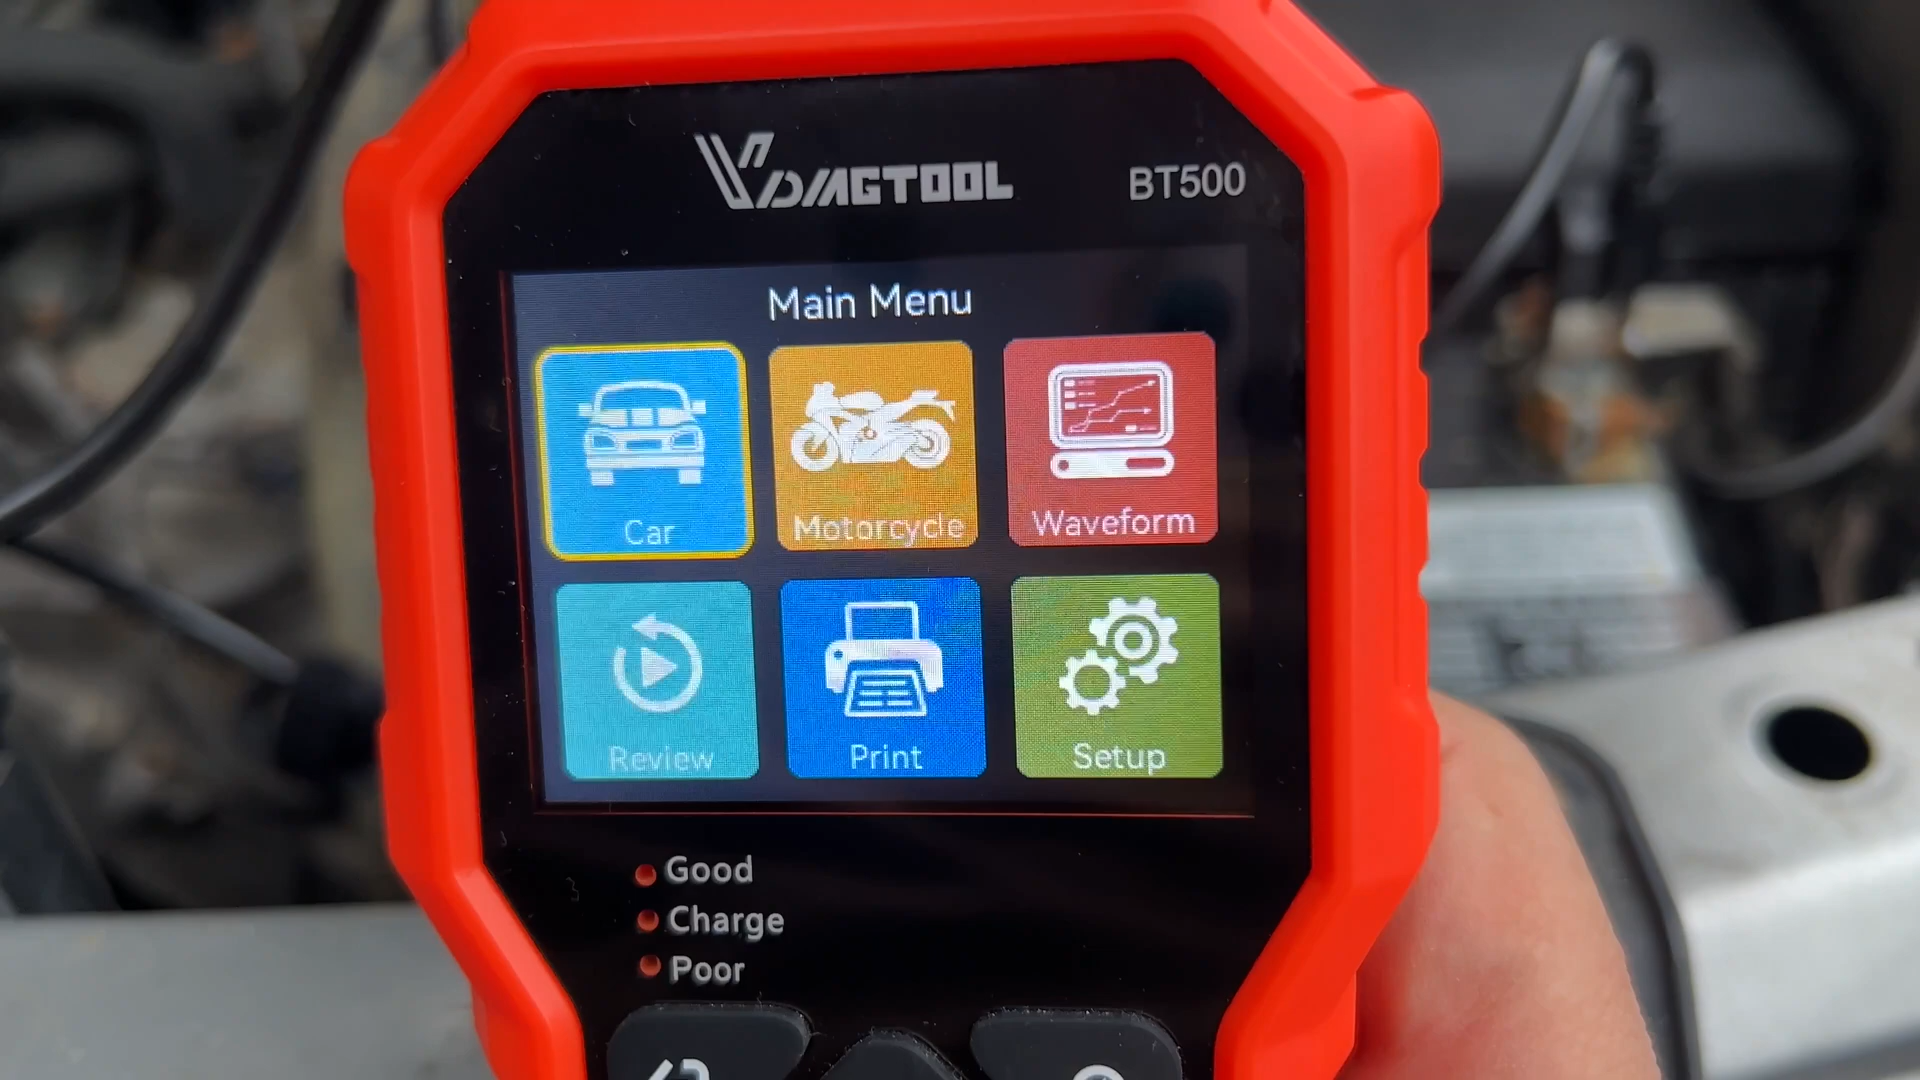 VDIAGTOOL
BT500
Main Menu
Car
Motorcycle
Waveform
Review
Print
Setup
Good
Charge
Poor